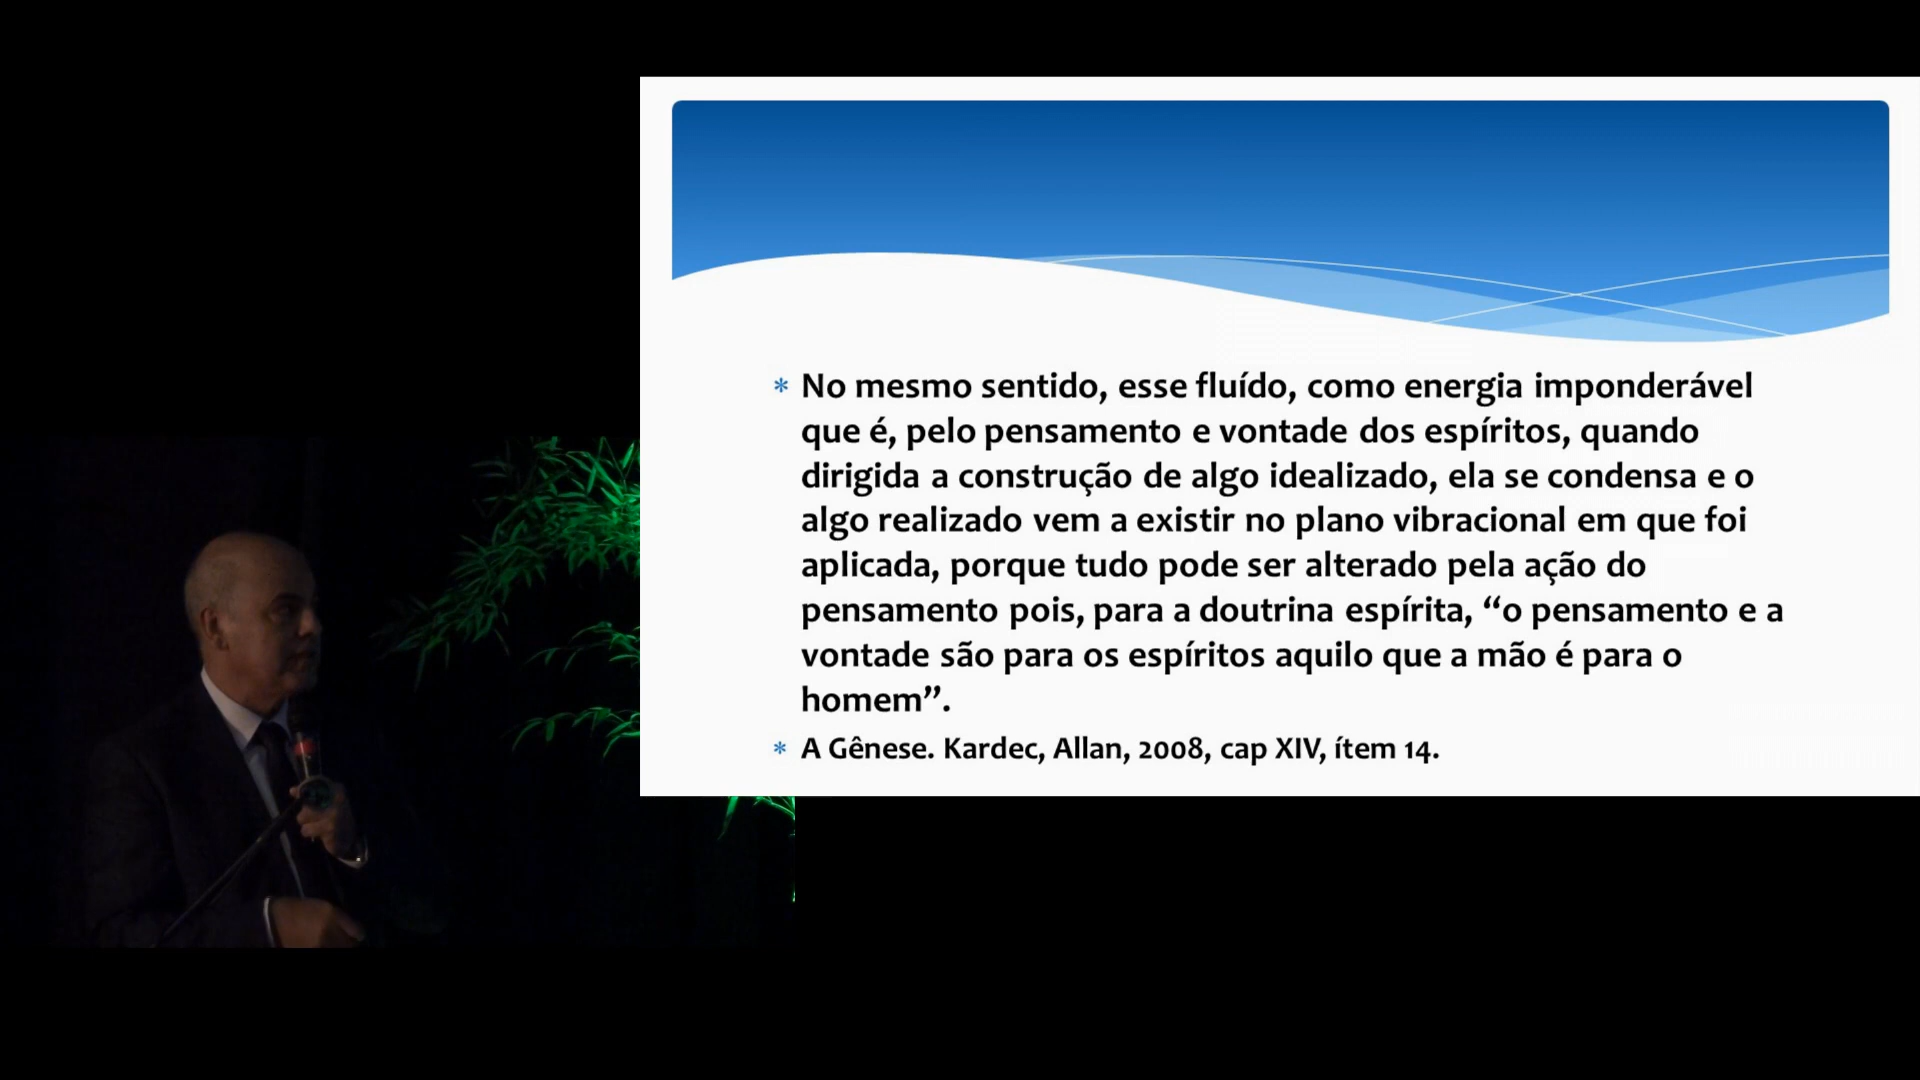 * No mesmo sentido, esse fluído, como energia imponderável
que é, pelo pensamento e vontade dos espíritos, quando
dirigida a construção de algo idealizado, ela se condensa e o
algo realizado vem a existir no plano vibracional em que foi
aplicada, porque tudo pode ser alterado pela ação do
pensamento pois, para a doutrina espírita, “o pensamento e a
vontade são para os espíritos aquilo que a mão é para o
homem”.
* A Gênese. Kardec, Allan, 2008, cap XIV, ítem 14.